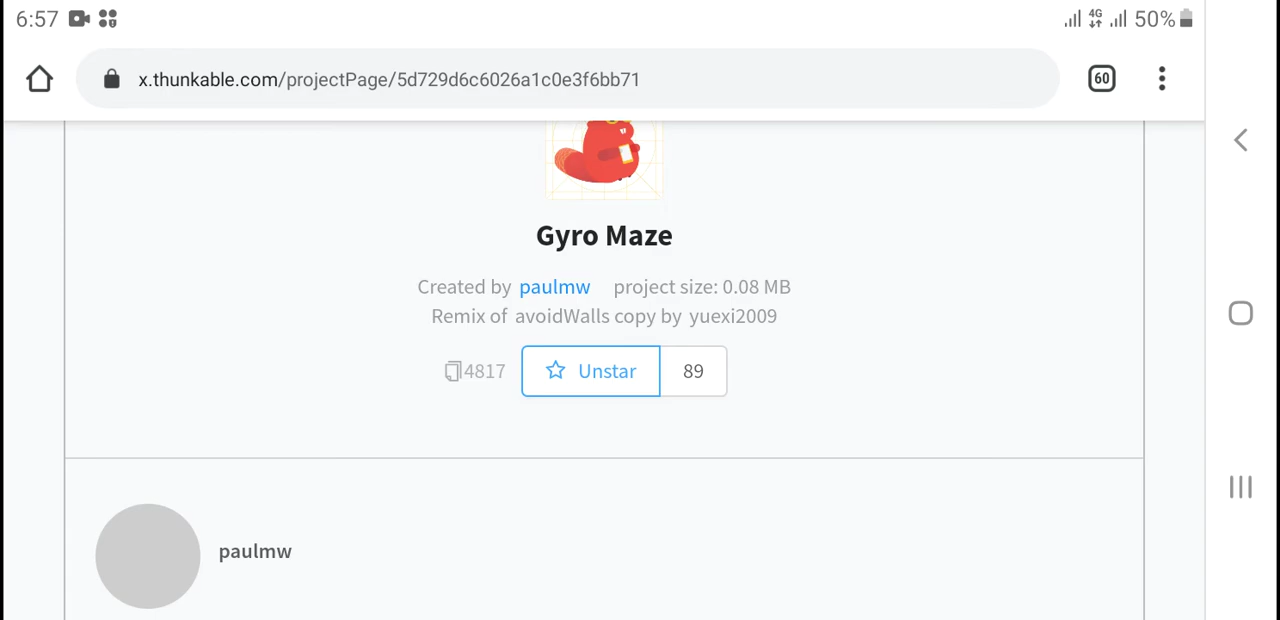 6:57 4G 50%
x.thunkable.com/projectPage/5d729d6c6026a1c0e3f6bb71 60
Gyro Maze
Created by paulmw project size: 0.08 MB
Remix of avoidWalls copy by yuexi2009
4817 Unstar 89
paulmw